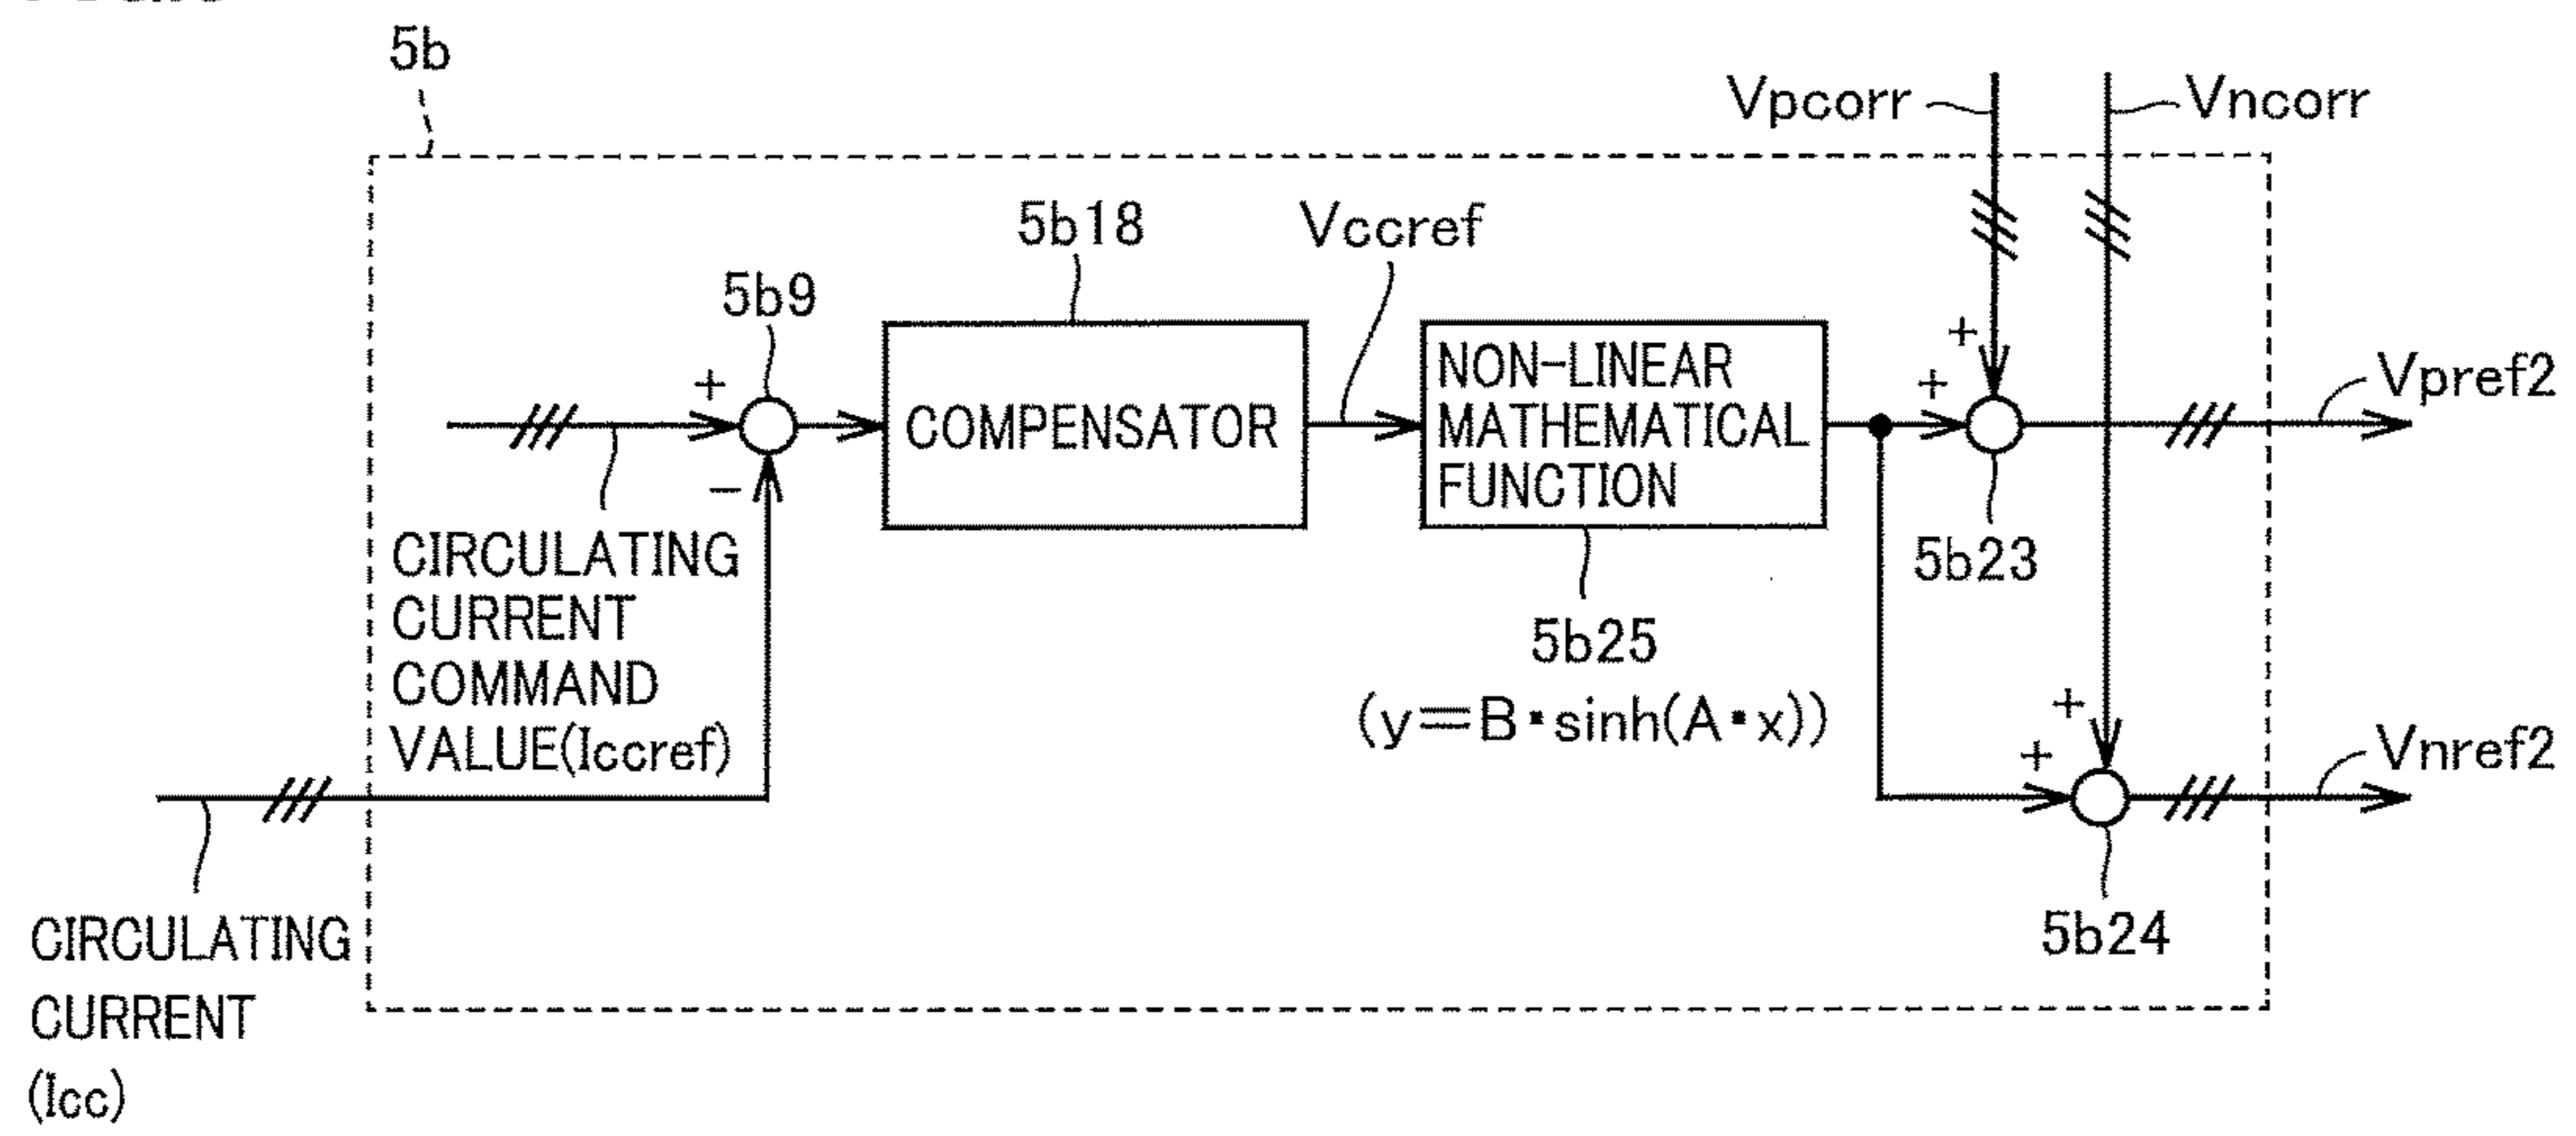 5b
Vpcorr
Vncorr
5b18
Vccref
5b9
+
+
+
+
−
COMPENSATOR
NON-LINEAR
MATHEMATICAL
FUNCTION
Vpref2
CIRCULATING
CURRENT
COMMAND
VALUE(Iccref)
5b23
5b25
(y=B·sinh(A·x))
+
+
Vnref2
5b24
CIRCULATING
CURRENT
(Icc)